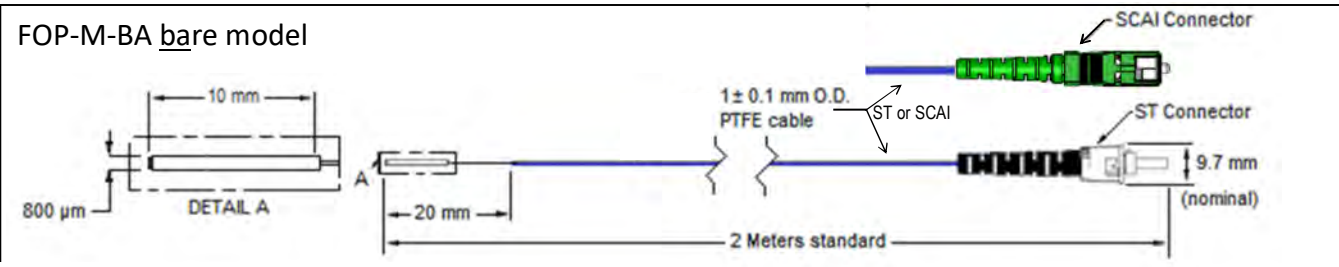 FOP-M-BA bare model
SCAI Connector
10 mm
1± 0.1 mm O.D.
PTFE cable
ST or SCAI
ST Connector
A
9.7 mm
(nominal)
800 µm
DETAIL A
20 mm
2 Meters standard